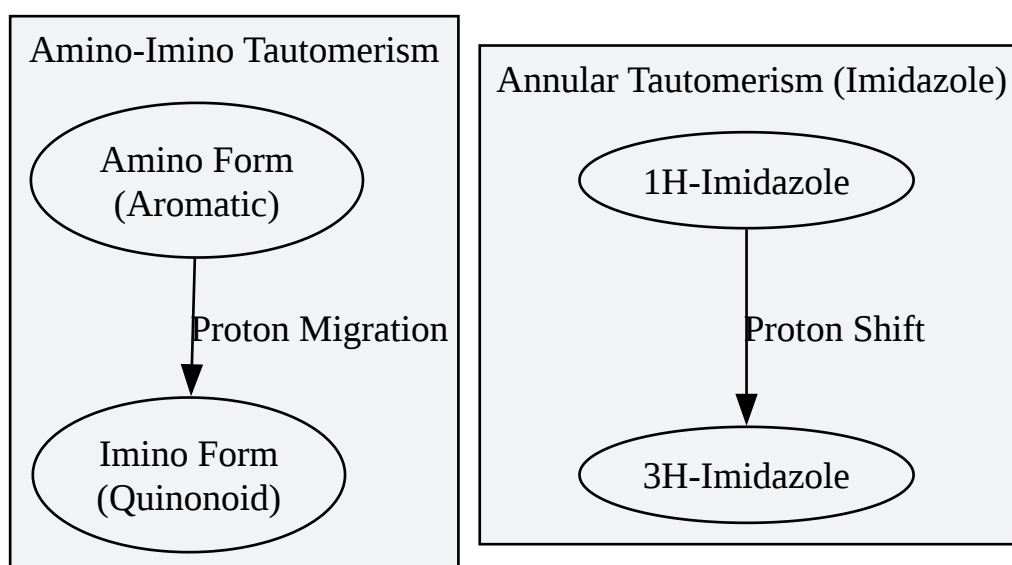 Amino-Imino Tautomerism
Amino Form
(Aromatic)
Proton Migration
Imino Form
(Quinonoid)
Annular Tautomerism (Imidazole)
1H-Imidazole
Proton Shift
3H-Imidazole